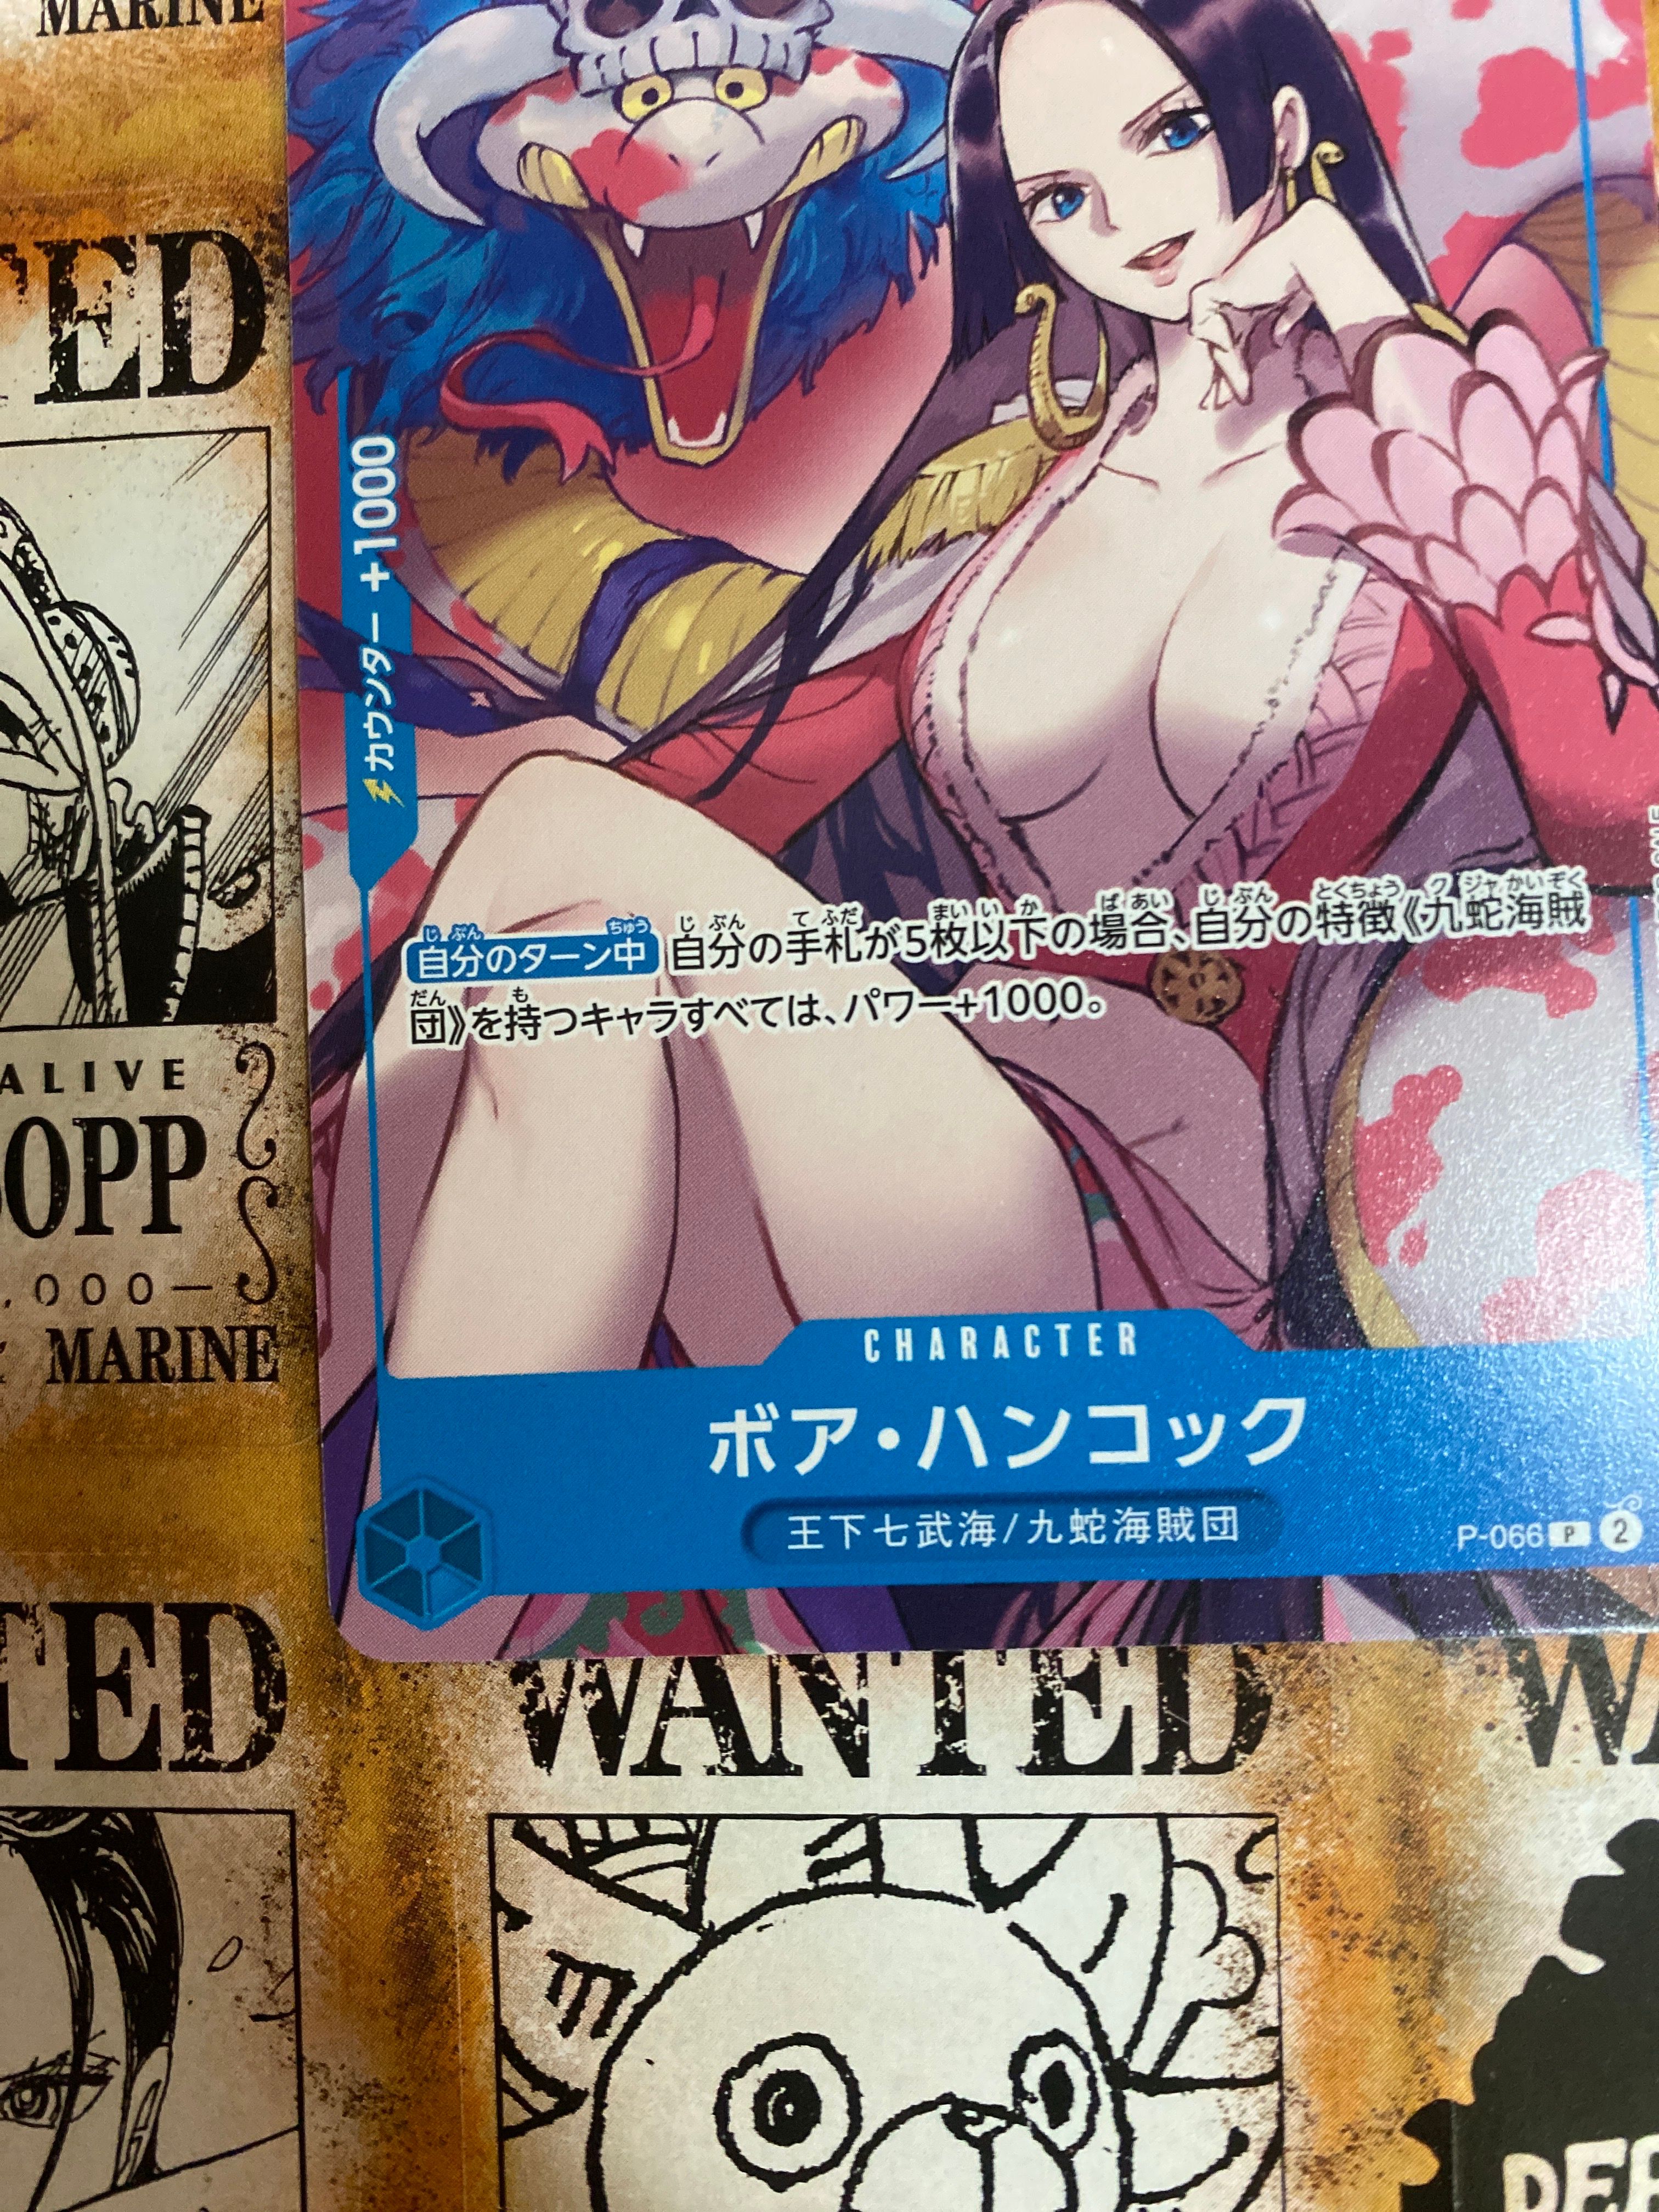 MARINE
TED
カウンター +1000
自分のターン中 自分の手札が5枚以下の場合、自分の特徴《九蛇海賊
団》を持つキャラすべては、パワー+1000。
ALIVE
OPP
,000—
MARINE
CHARACTER
ボア・ハンコック
王下七武海/九蛇海賊団
P-066 P 2
TED
WANTED
WA
DEF